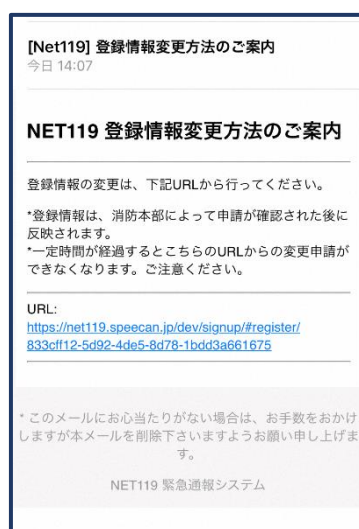 [Net119] 登録情報変更方法のご案内
今日 14:07
NET119 登録情報変更方法のご案内
登録情報の変更は、下記URLから行ってください。
*登録情報は、消防本部によって申請が確認された後に
反映されます。
*一定時間が経過するとこちらのURLからの変更申請が
できなくなります。ご注意ください。
URL:
https://net119.speecan.jp/dev/signup/#register/
833cff12-5d92-4de5-8d78-1bdd3a661675
* このメールにお心当たりがない場合は、お手数をおかけ
しますが本メールを削除下さいますようお願い申し上げま
す。
NET119 緊急通報システム